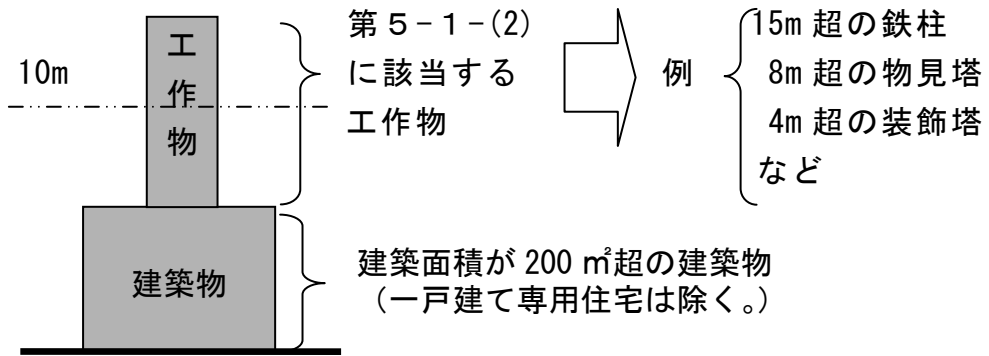 10m
工作物
第５-１-(2)
に該当する
工作物
例
15m 超の鉄柱
8m 超の物見塔
4m 超の装飾塔
など
建築物
建築面積が 200 ㎡超の建築物
（一戸建て専用住宅は除く。）